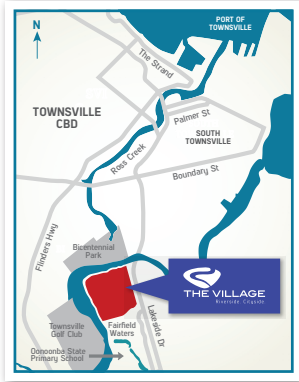 PORT OF
TOWNSVILLE
N
The Strand
TOWNSVILLE
CBD
Palmer St
SOUTH
TOWNSVILLE
Ross Creek
Boundary St
Flinders Hwy
Bicentennial
Park
THE VILLAGE
Riverside Cityside
Lakeside Dr
Townsville
Golf Club
Fairfield
Waters
Oonoonba State
Primary School